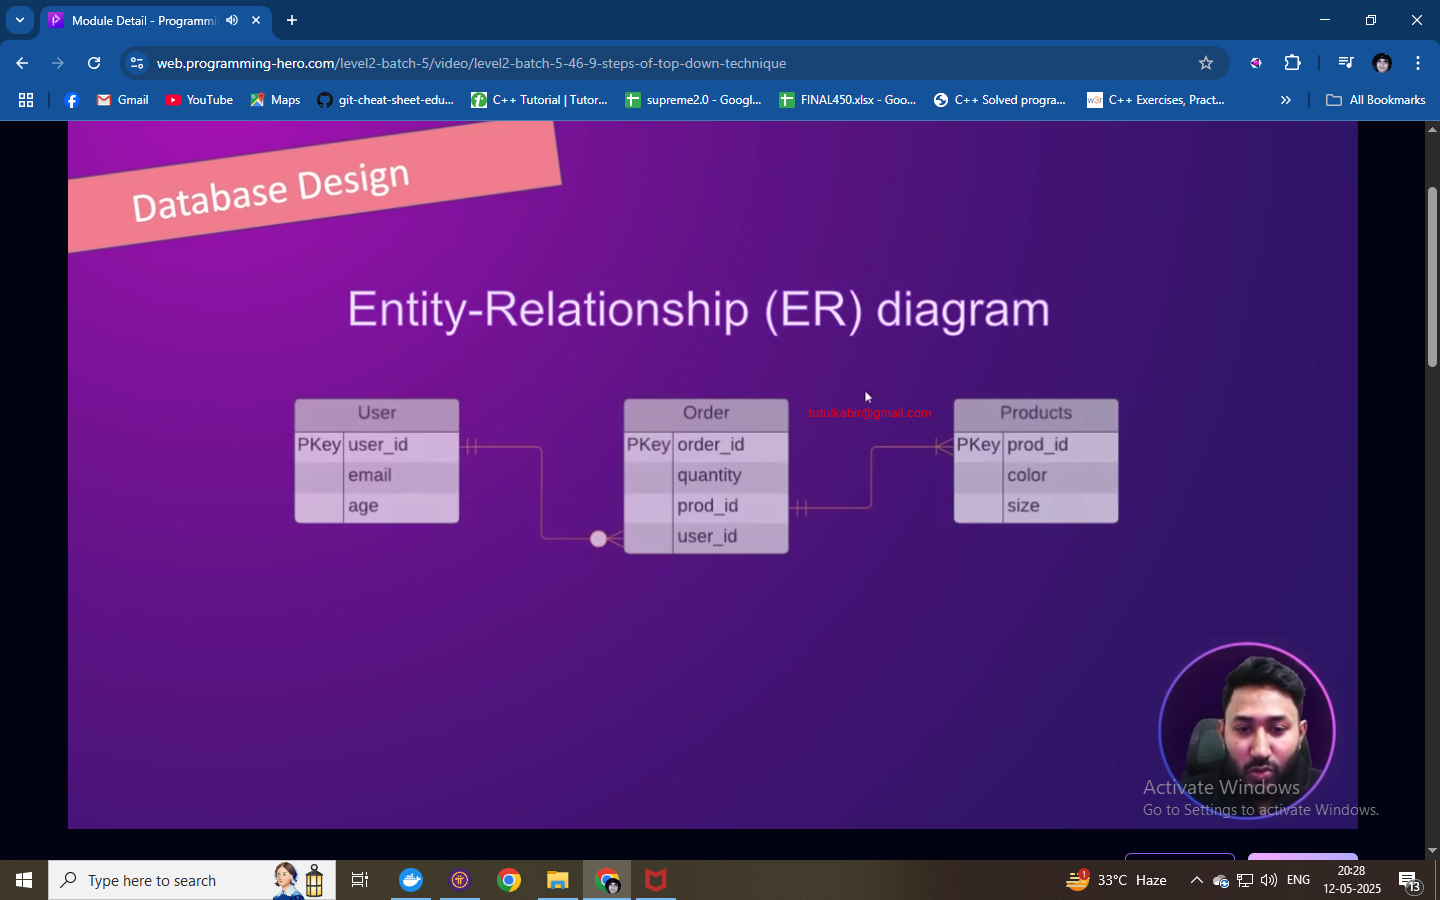 Module Detail - Programmi
web.programming-hero.com/level2-batch-5/video/level2-batch-5-46-9-steps-of-top-down-technique
Gmail
YouTube
Maps
git-cheat-sheet-edu...
C++ Tutorial | Tutor...
supreme2.0 - Googl...
FINAL450.xlsx - Goo...
C++ Solved progra...
w3r
C++ Exercises, Pract...
All Bookmarks
Database Design
Entity-Relationship (ER) diagram
tutulkabir@gmail.com
User
PKey user_id
email
age
Order
PKey order_id
quantity
prod_id
user_id
Products
PKey prod_id
color
size
Activate Windows
Go to Settings to activate Windows.
Type here to search
1
33°C Haze
ENG
20:28
12-05-2025
13